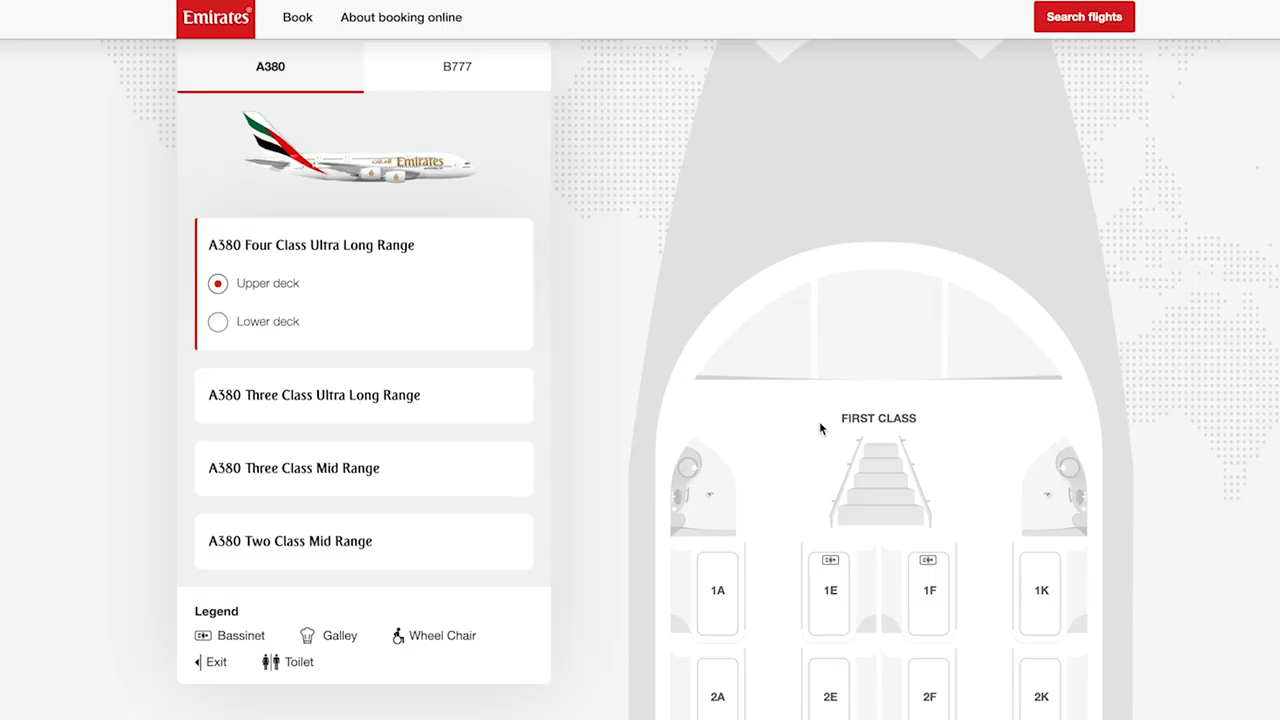 Emirates
Book
About booking online
Search flights
A380
B777
Emirates
A380 Four Class Ultra Long Range
Upper deck
Lower deck
A380 Three Class Ultra Long Range
A380 Three Class Mid Range
A380 Two Class Mid Range
Legend
Bassinet
Galley
Wheel Chair
Exit
Toilet
FIRST CLASS
1A
1E
1F
1K
2A
2E
2F
2K